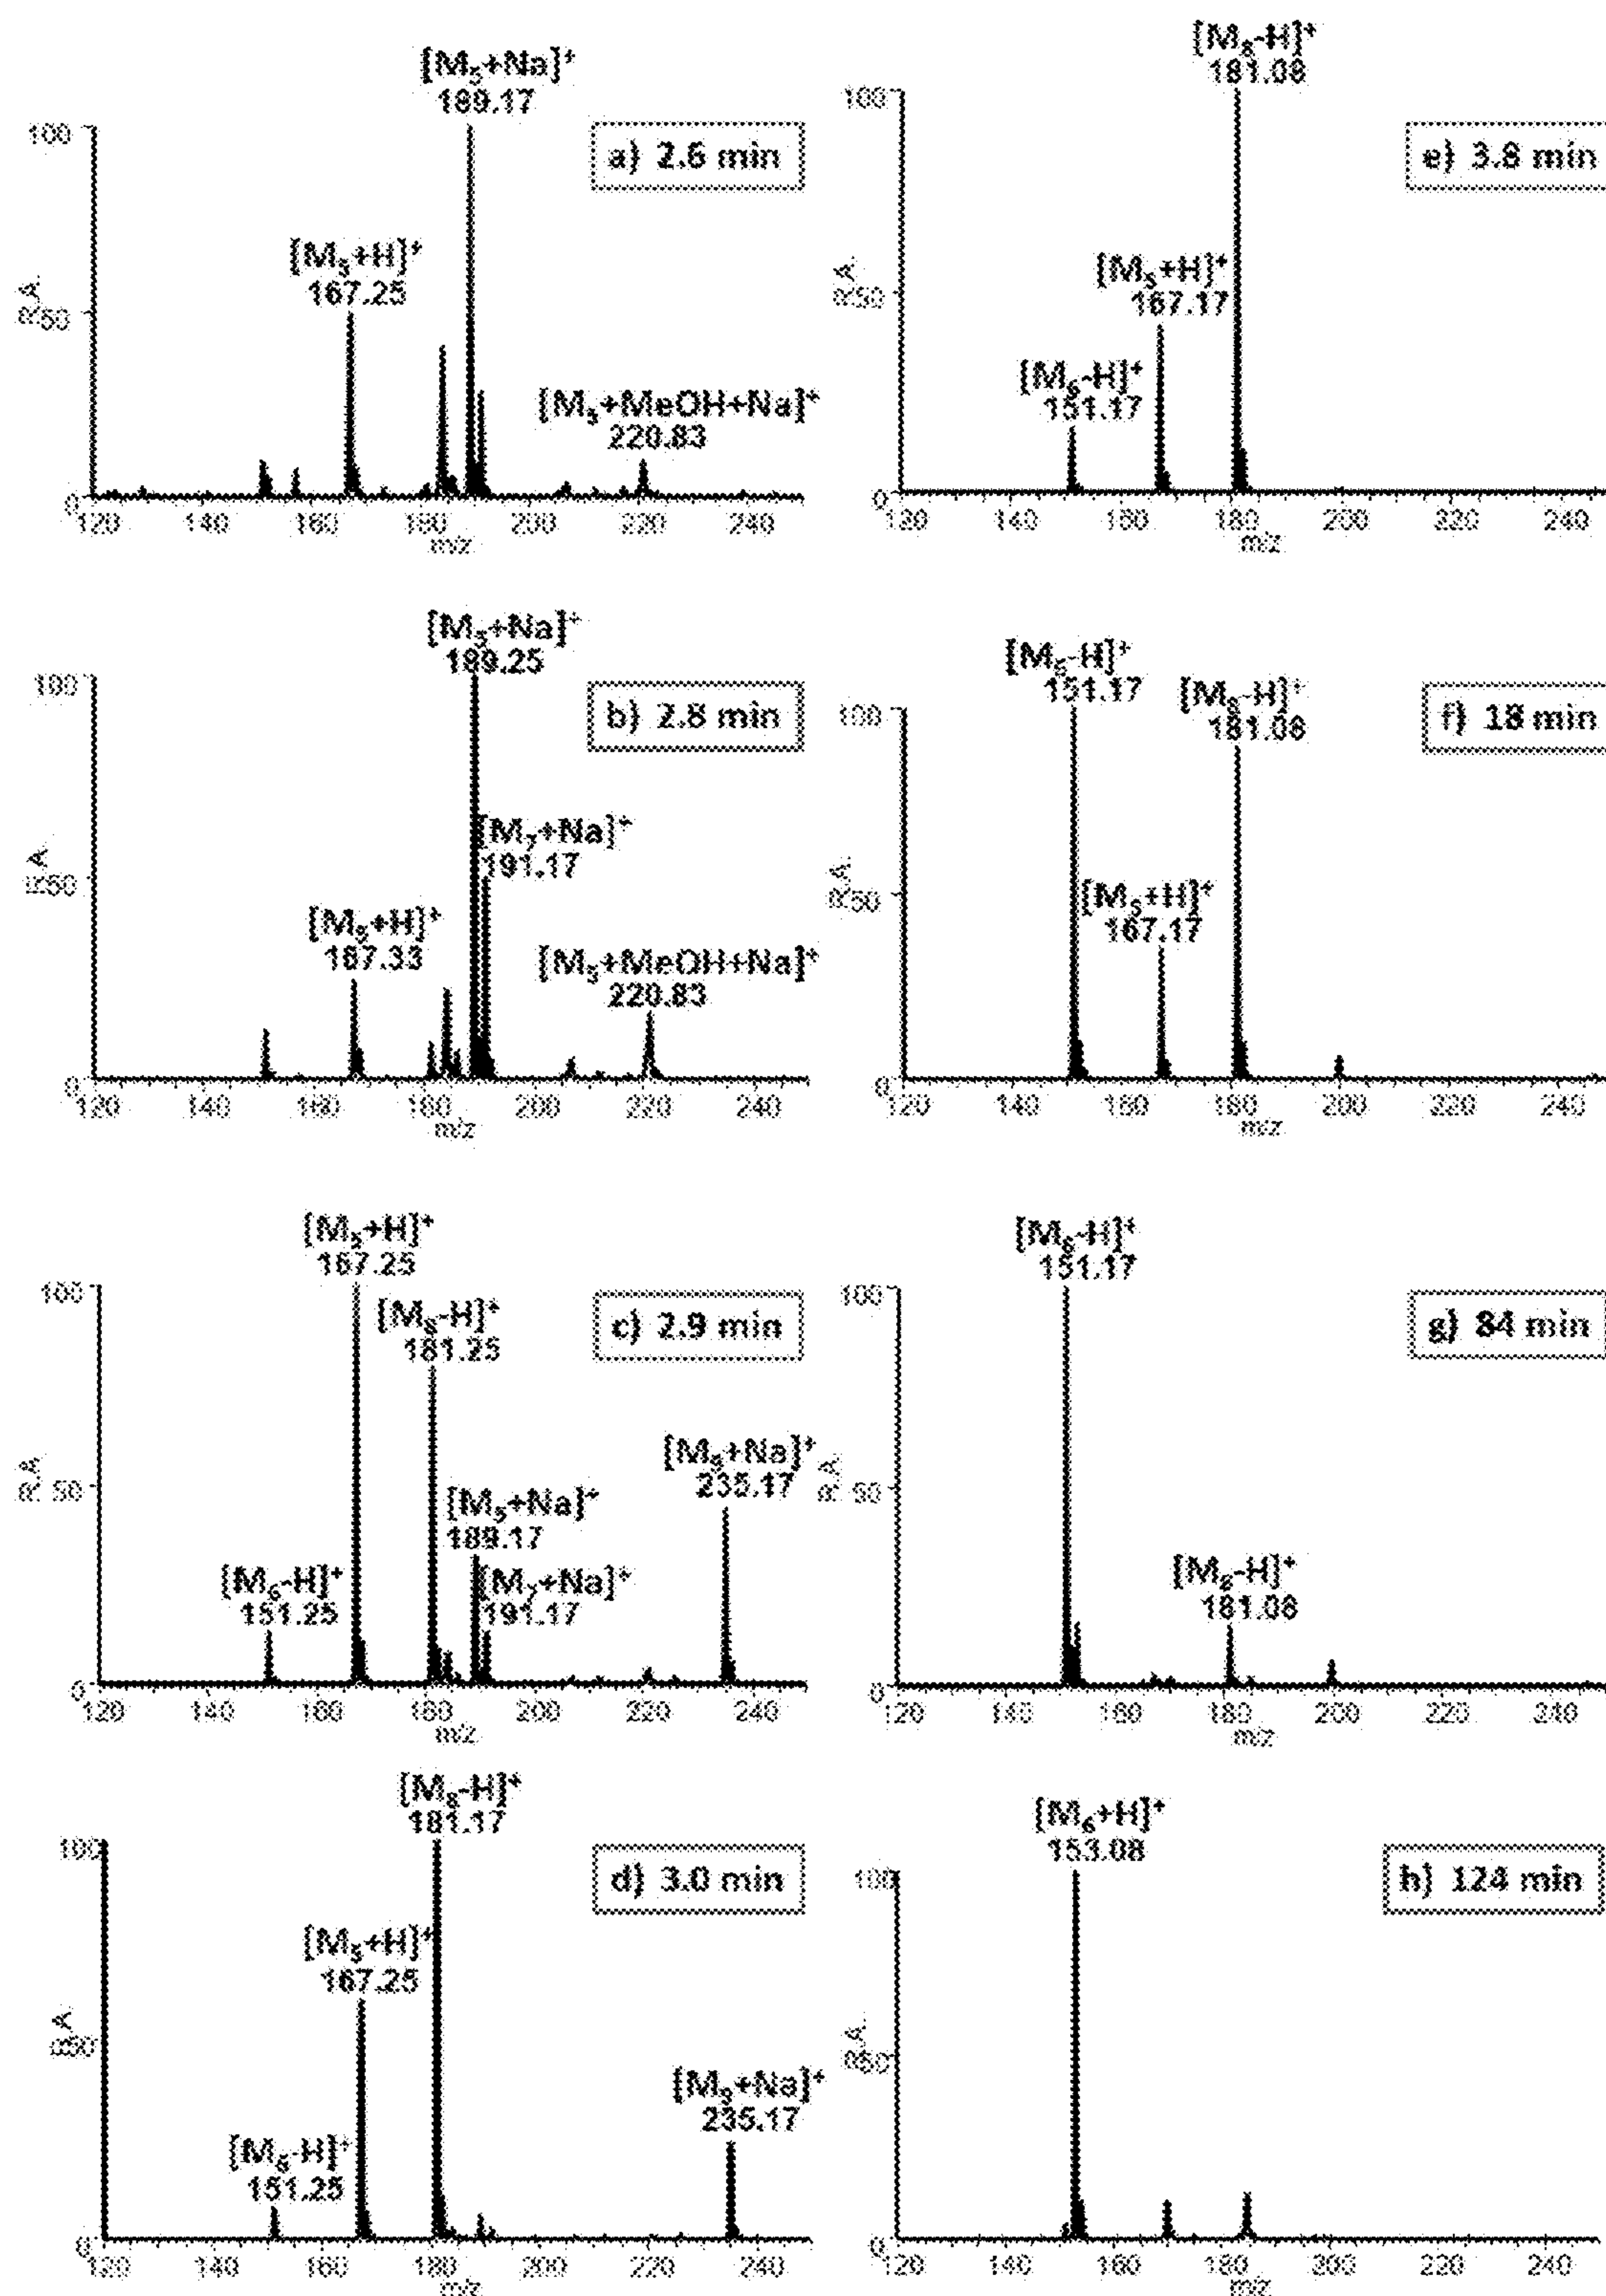 [M5+Na]+
189.17
100
a) 2.6 min
[M5+H]+
167.25
R.A.
50
[M5+MeOH+Na]+
220.83
0
120 140 160 180 200 220 240
m/z
[M5+Na]+
189.25
100
b) 2.8 min
[M7+Na]+
191.17
R.A.
50
[M5+H]+
167.33
[M5+MeOH+Na]+
220.83
0
120 140 160 180 200 220 240
m/z
[M5+H]+
167.25
100
[M8-H]+
181.25
c) 2.9 min
[M9+Na]+
235.17
R.A.
50
[M5+Na]+
189.17
[M6-H]+
151.25
[M7+Na]+
191.17
0
120 140 160 180 200 220 240
m/z
[M8-H]+
181.17
100
d) 3.0 min
[M5+H]+
167.25
R.A.
50
[M9+Na]+
235.17
[M6-H]+
151.25
0
120 140 160 180 200 220 240
m/z
[M8-H]+
181.08
100
e) 3.8 min
[M5+H]+
167.17
R.A.
50
[M6-H]+
151.17
0
120 140 160 180 200 220 240
m/z
[M6-H]+
151.17
[M8-H]+
181.08
100
f) 18 min
R.A.
50
[M5+H]+
167.17
0
120 140 160 180 200 220 240
m/z
[M6-H]+
151.17
100
g) 84 min
R.A.
50
[M8-H]+
181.08
0
120 140 160 180 200 220 240
m/z
[M6+H]+
153.08
100
h) 124 min
R.A.
50
0
120 140 160 180 200 220 240
m/z